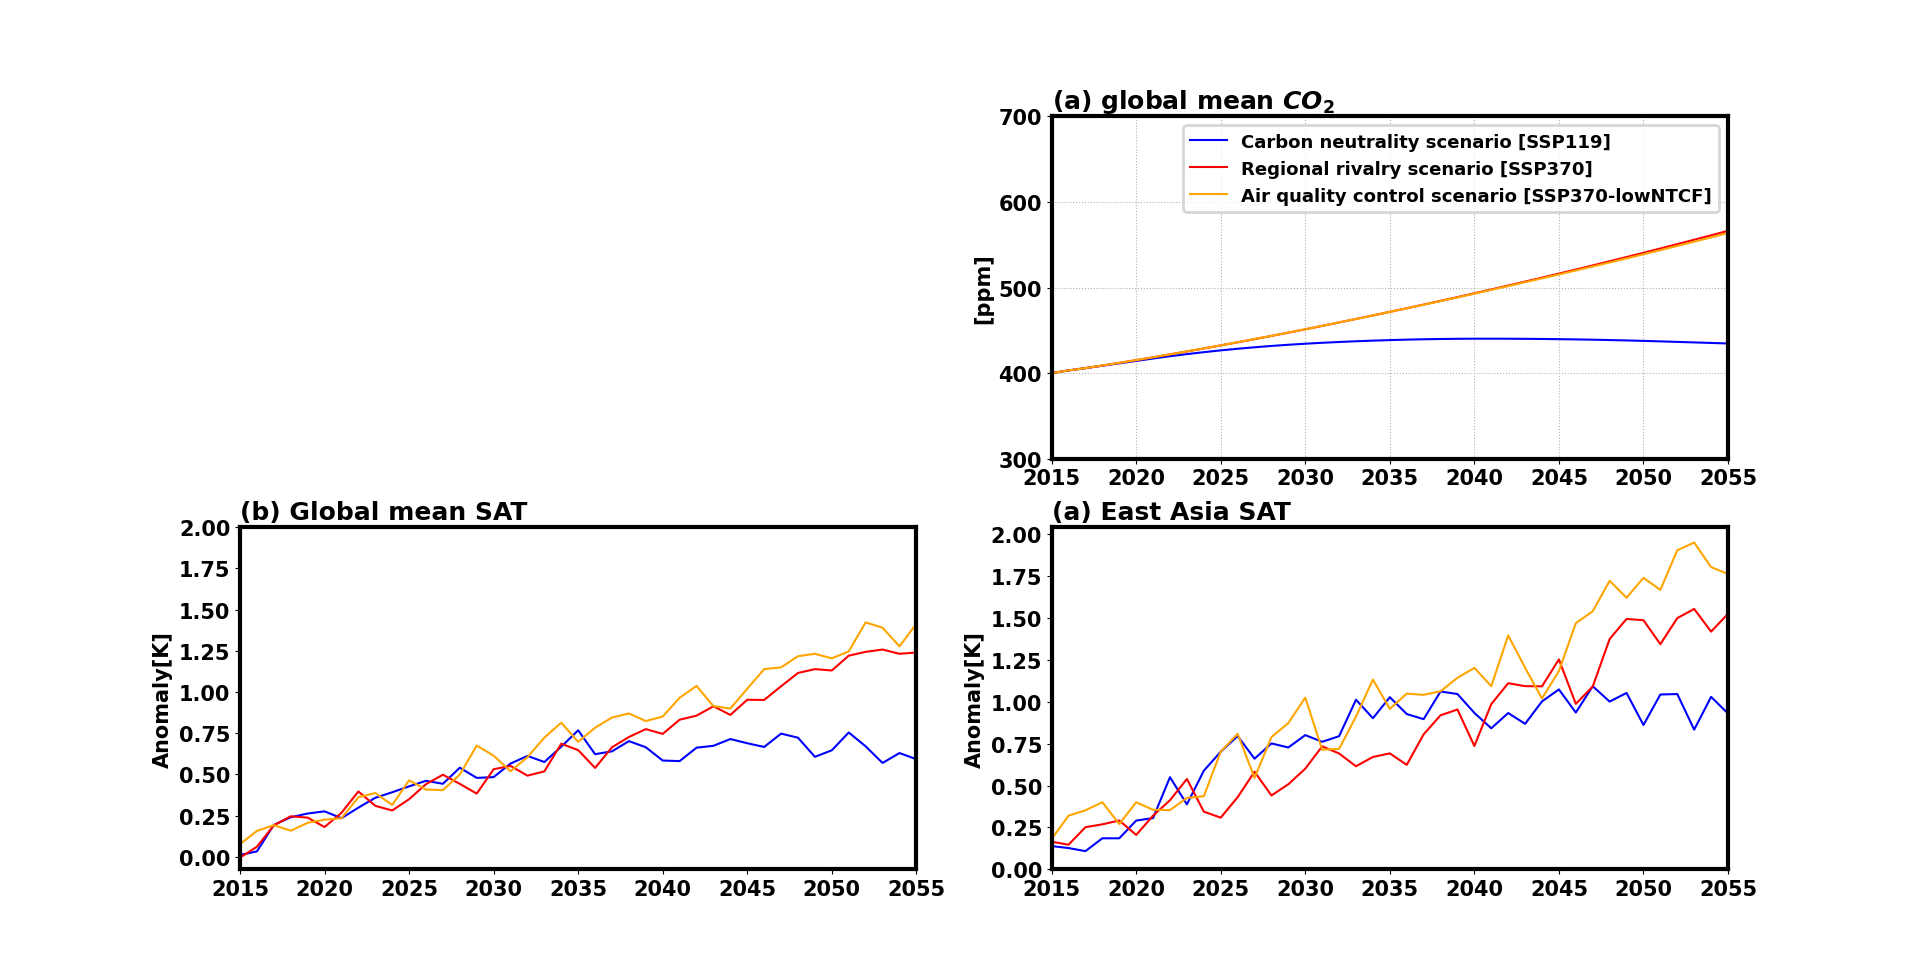 (a) global mean CO2
700
600
500
400
300
[ppm]
Carbon neutrality scenario [SSP119]
Regional rivalry scenario [SSP370]
Air quality control scenario [SSP370-lowNTCF]
2015 2020 2025 2030 2035 2040 2045 2050 2055
(b) Global mean SAT
2.00
1.75
1.50
1.25
1.00
0.75
0.50
0.25
0.00
Anomaly[K]
2015 2020 2025 2030 2035 2040 2045 2050 2055
(a) East Asia SAT
2.00
1.75
1.50
1.25
1.00
0.75
0.50
0.25
0.00
Anomaly[K]
2015 2020 2025 2030 2035 2040 2045 2050 2055